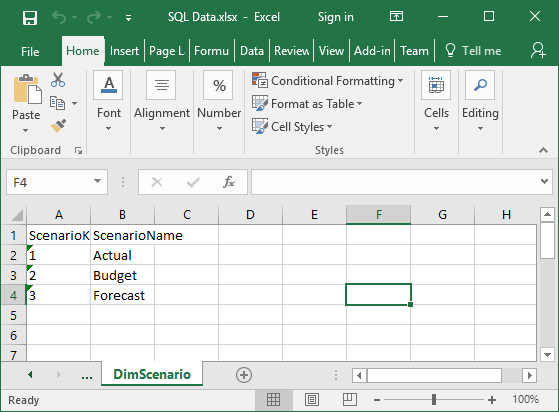 SQL Data.xlsx - Excel Sign in
File Home Insert Page L Formu Data Review View Add-in Team Tell me
Paste Font Alignment Number Conditional Formatting Cells Editing
Format as Table
Cell Styles
Clipboard Styles
F4 fx
A B C D E F G H
1 ScenarioK ScenarioName
2 1 Actual
3 2 Budget
4 3 Forecast
5
6
7
... DimScenario
Ready 100%